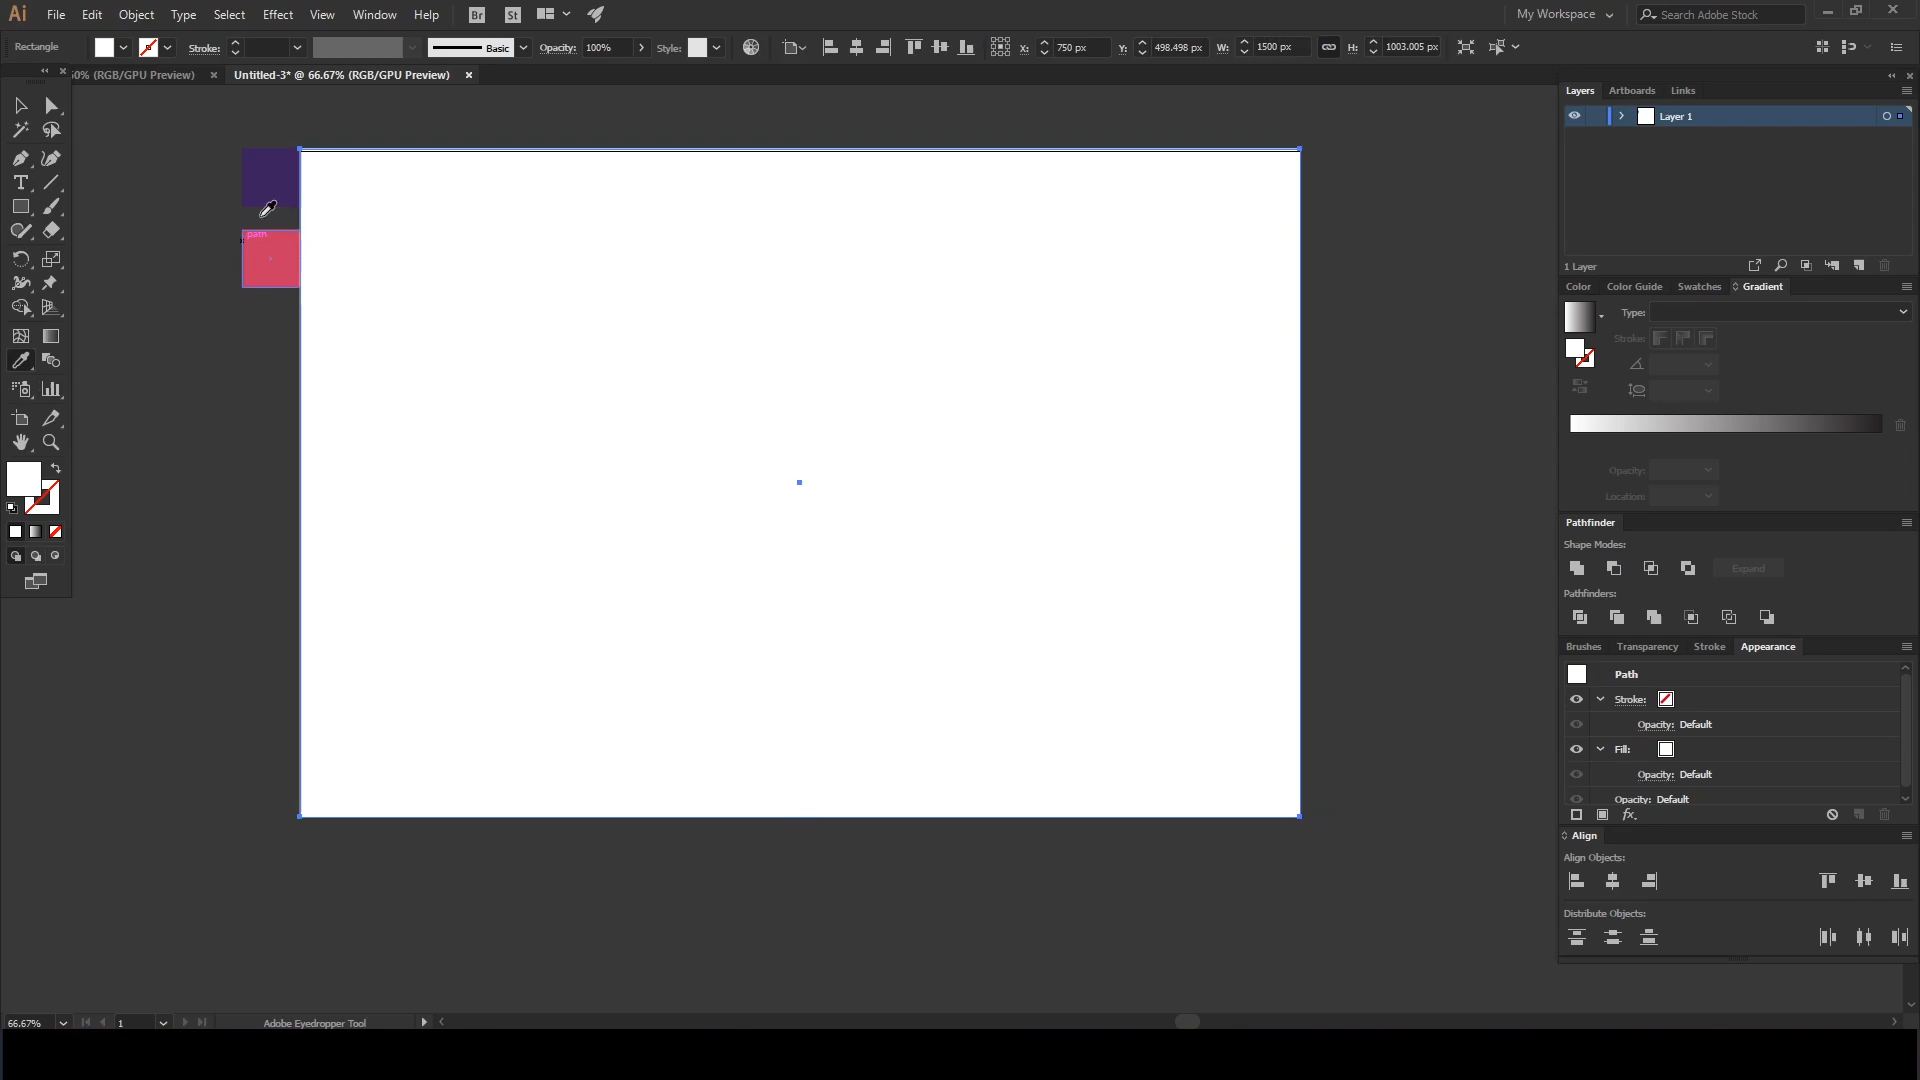 Ai File Edit Object Type Select Effect View Window Help Br St My Workspace Search Adobe Stock
Rectangle Stroke: Basic Opacity: 100% Style: X: 750 px Y: 498.498 px W: 1500 px H: 1003.005 px
0% (RGB/GPU Preview) × Untitled-3* @ 66.67% (RGB/GPU Preview) ×
Layers Artboards Links
Layer 1
path
1 Layer
Color Color Guide Swatches Gradient
Type:
Stroke:
Opacity:
Location:
Pathfinder
Shape Modes:
Expand
Pathfinders:
Brushes Transparency Stroke Appearance
Path
Stroke:
Opacity: Default
Fill:
Opacity: Default
Opacity: Default
fx.
Align
Align Objects:
Distribute Objects:
66.67% 1 Adobe Eyedropper Tool